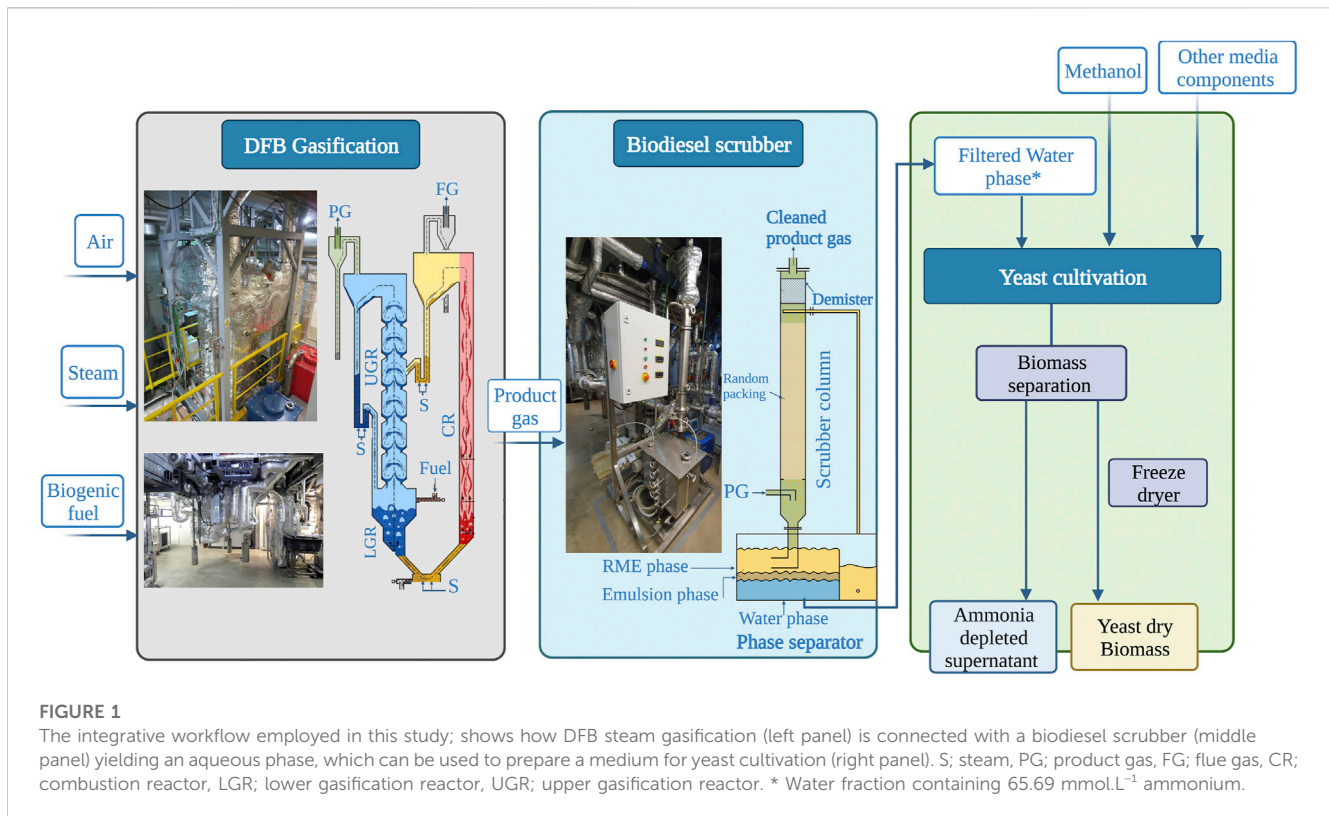 Methanol
Other media
components
DFB Gasification
Biodiesel scrubber
Air
Steam
Biogenic
fuel
PG
FG
UGR
CR
S
S
Fuel
LGR
S
Product
gas
Cleaned
product gas
Demister
Random
packing
Scrubber column
PG
RME phase
Emulsion phase
Water phase
Phase separator
Filtered Water
phase*
Yeast cultivation
Biomass
separation
Freeze
dryer
Ammonia
depleted
supernatant
Yeast dry
Biomass
FIGURE 1
The integrative workflow employed in this study; shows how DFB steam gasification (left panel) is connected with a biodiesel scrubber (middle
panel) yielding an aqueous phase, which can be used to prepare a medium for yeast cultivation (right panel). S; steam, PG; product gas, FG; flue gas, CR;
combustion reactor, LGR; lower gasification reactor, UGR; upper gasification reactor. * Water fraction containing 65.69 mmol.L⁻¹ ammonium.